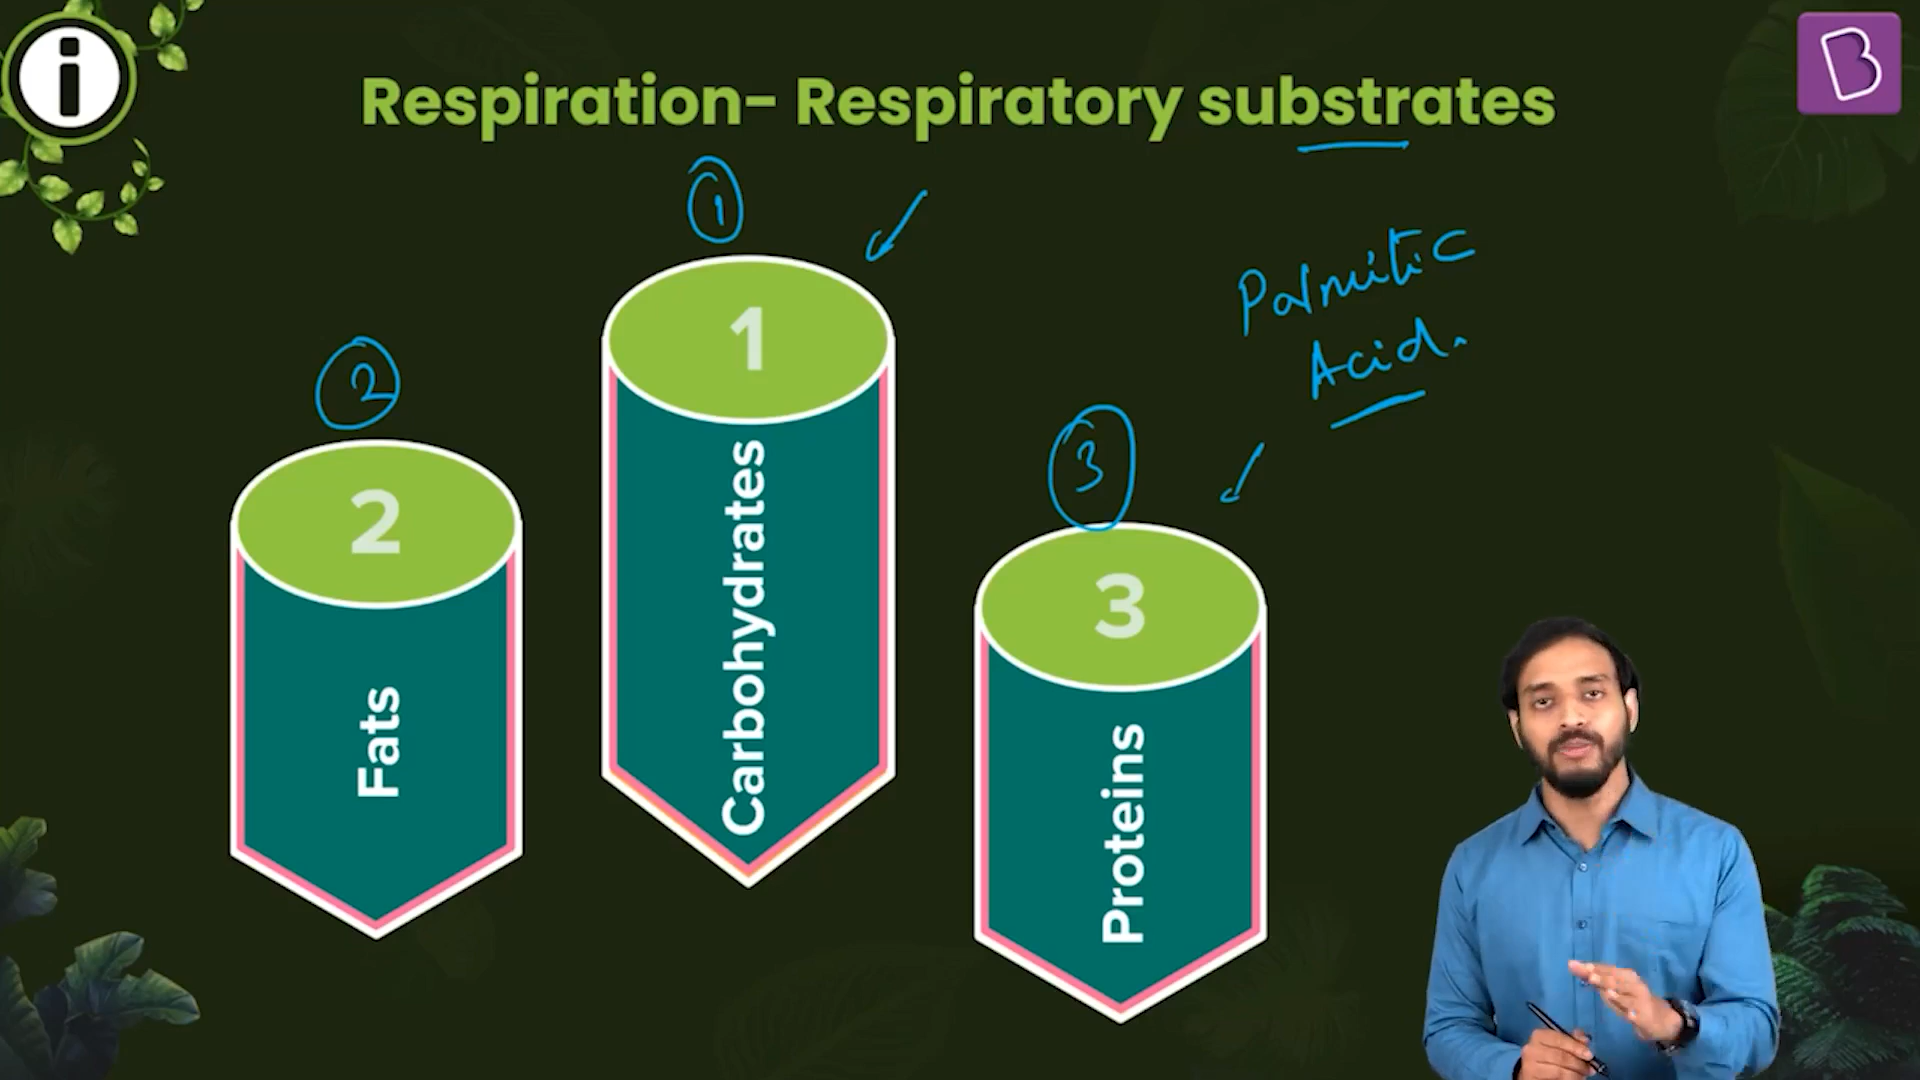 Respiration- Respiratory substrates
B
1
2
Palmitic
Acid.
3
1
2
3
Carbohydrates
Fats
Proteins